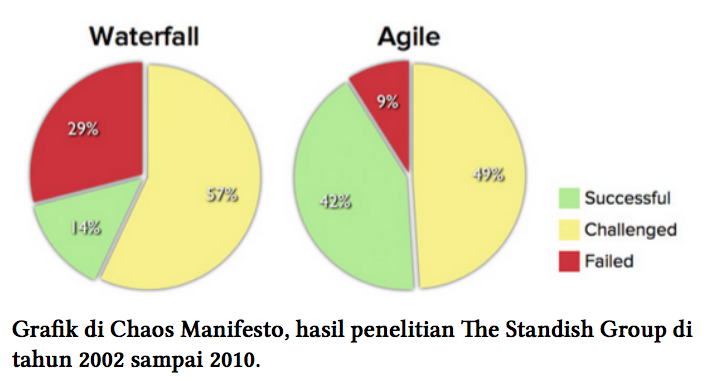 Waterfall
Agile
29%
57%
14%
9%
49%
42%
Successful
Challenged
Failed
Grafik di Chaos Manifesto, hasil penelitian The Standish Group di
tahun 2002 sampai 2010.